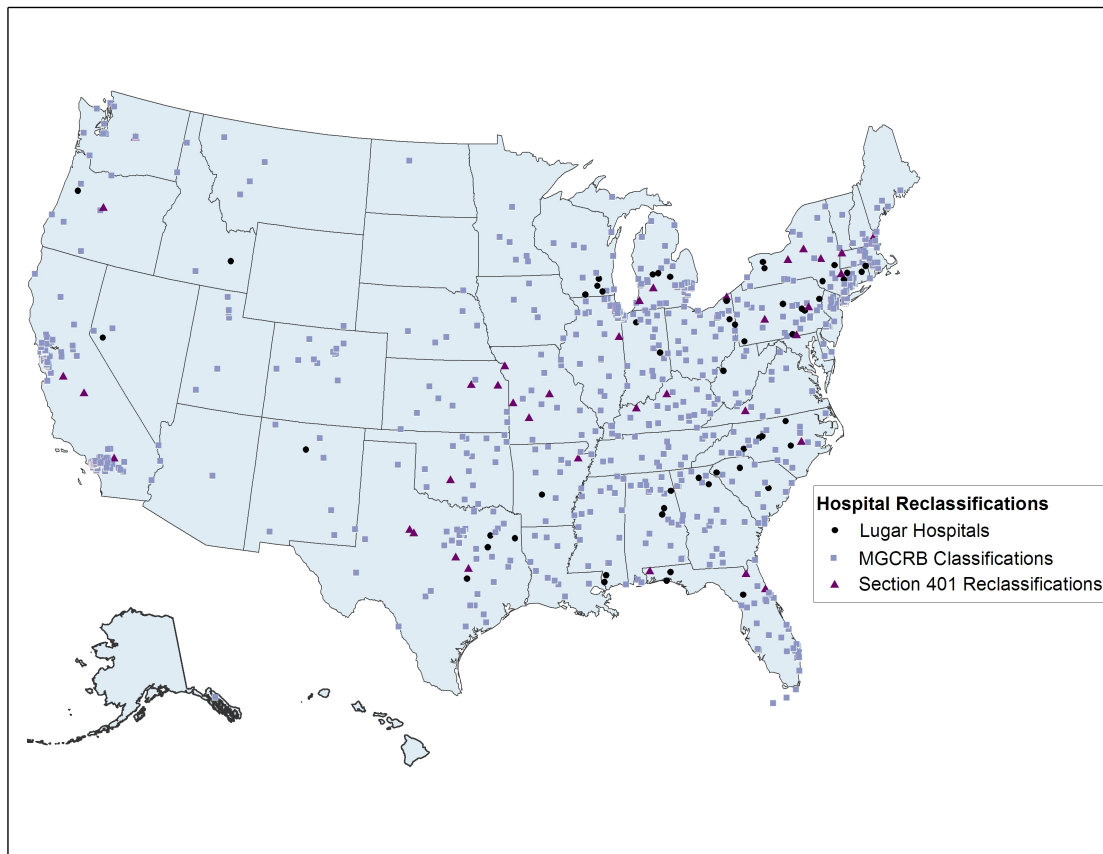 Hospital Reclassifications
Lugar Hospitals
MGCRB Classifications
Section 401 Reclassifications